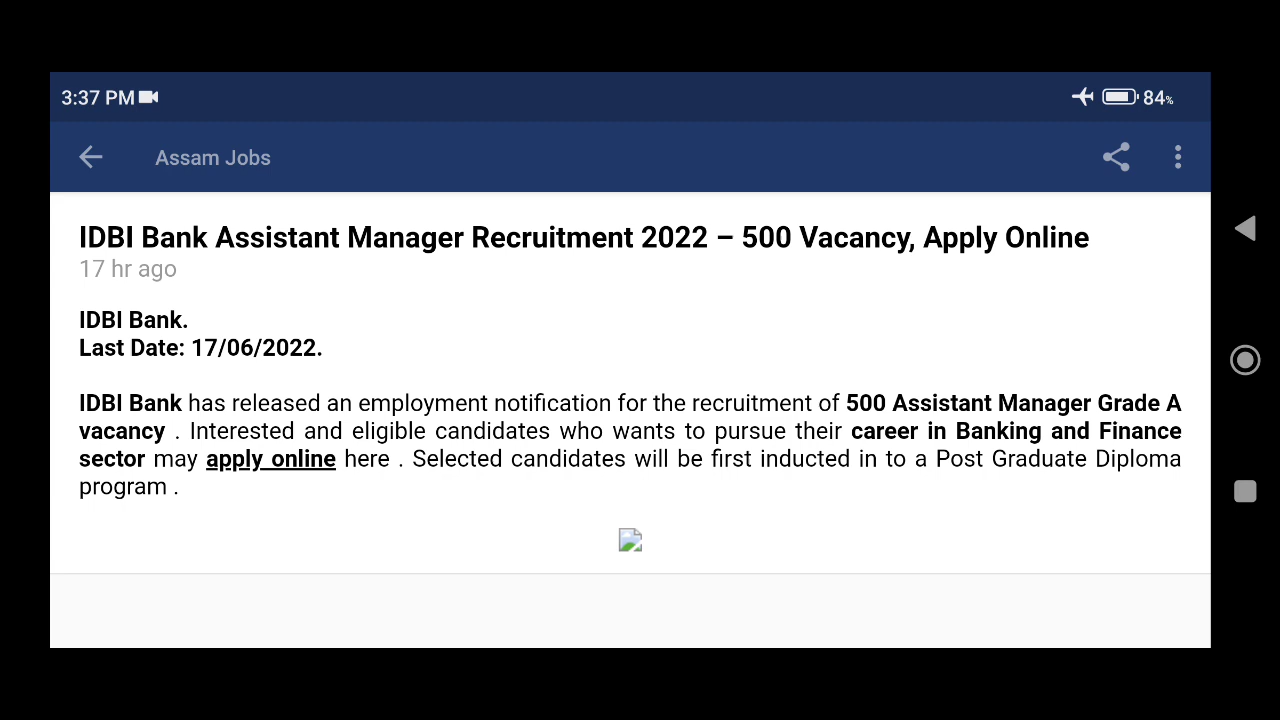 3:37 PM
84%
Assam Jobs
IDBI Bank Assistant Manager Recruitment 2022 – 500 Vacancy, Apply Online
17 hr ago
IDBI Bank.
Last Date: 17/06/2022.
IDBI Bank has released an employment notification for the recruitment of 500 Assistant Manager Grade A
vacancy . Interested and eligible candidates who wants to pursue their career in Banking and Finance
sector may apply online here . Selected candidates will be first inducted in to a Post Graduate Diploma
program .